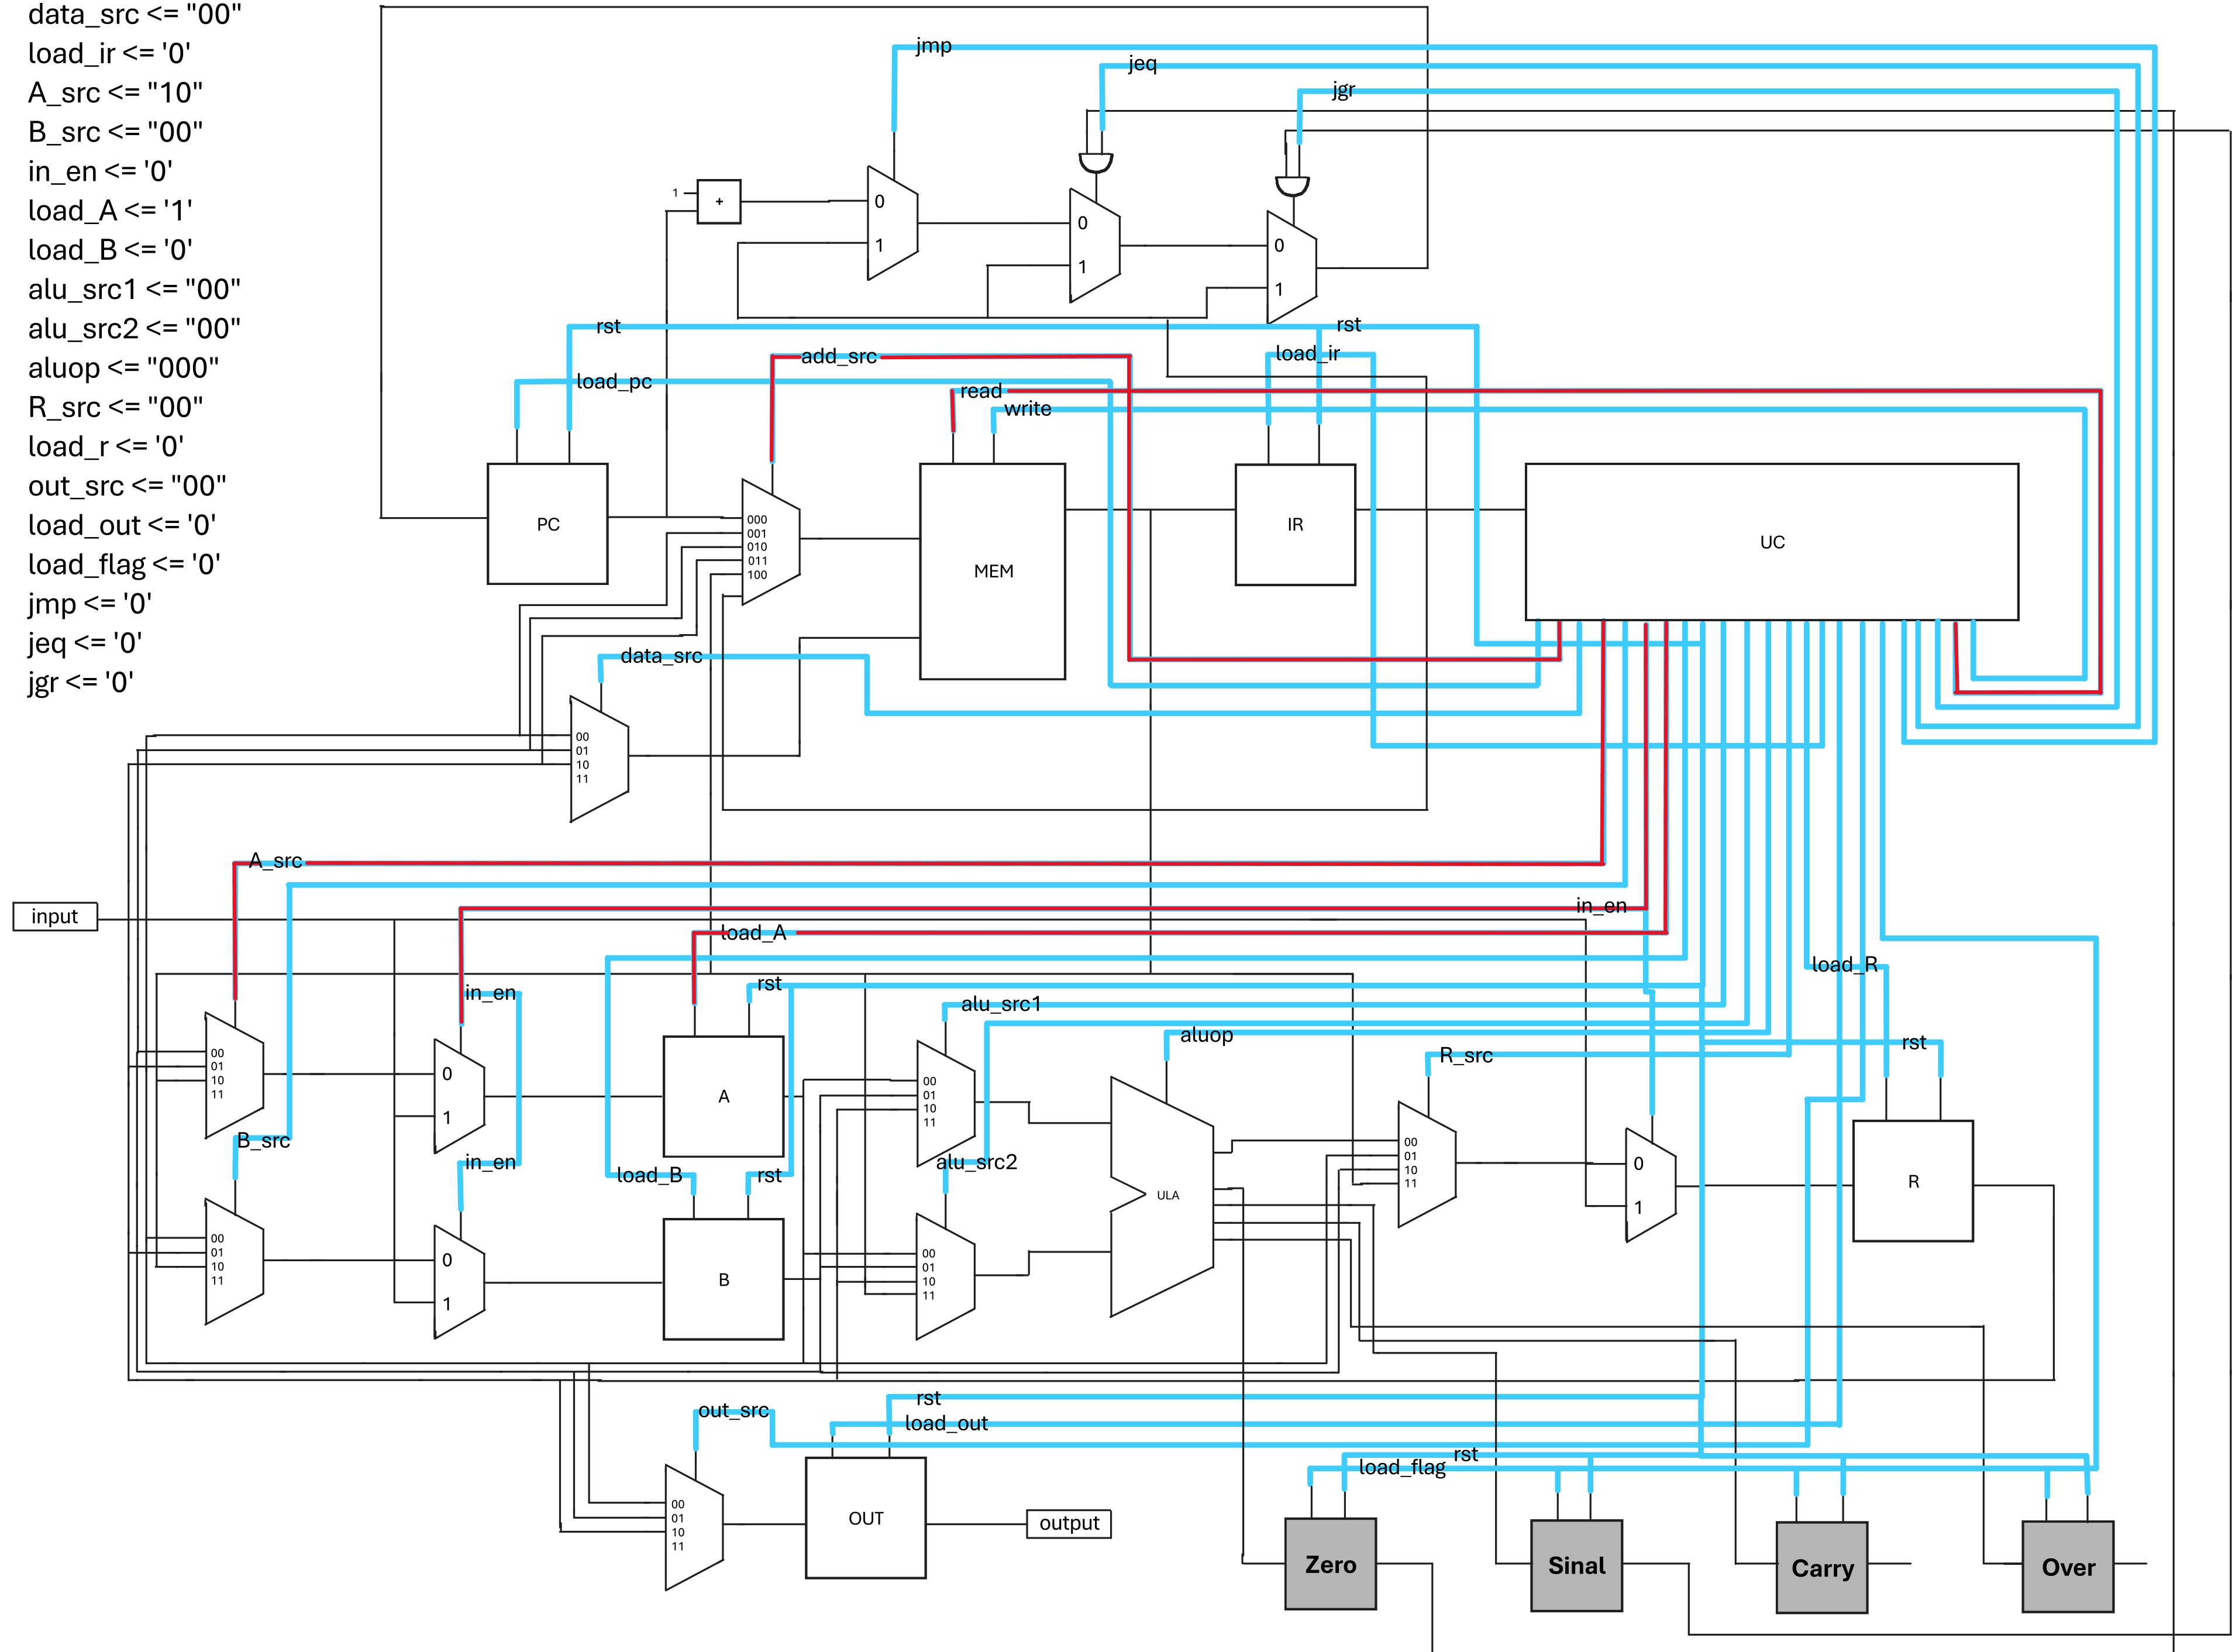 data_src <= "00"
load_ir <= '0'
A_src <= "10"
B_src <= "00"
in_en <= '0'
load_A <= '1'
load_B <= '0'
alu_src1 <= "00"
alu_src2 <= "00"
aluop <= "000"
R_src <= "00"
load_r <= '0'
out_src <= "00"
load_out <= '0'
load_flag <= '0'
jmp <= '0'
jeq <= '0'
jgr <= '0'
jmp
jeq
jgr
1
+
0
1
0
1
0
1
rst
rst
add_src
load_ir
load_pc
read
write
PC
000
001
010
011
100
MEM
IR
UC
data_src
00
01
10
11
A_src
input
in_en
load_A
load_R
in_en
rst
alu_src1
aluop
rst
R_src
00
01
10
11
0
1
A
00
01
10
11
B_src
in_en
load_B
rst
alu_src2
ULA
00
01
10
11
0
1
R
00
01
10
11
0
1
B
00
01
10
11
rst
out_src
load_out
rst
load_flag
00
01
10
11
OUT
output
Zero
Sinal
Carry
Over